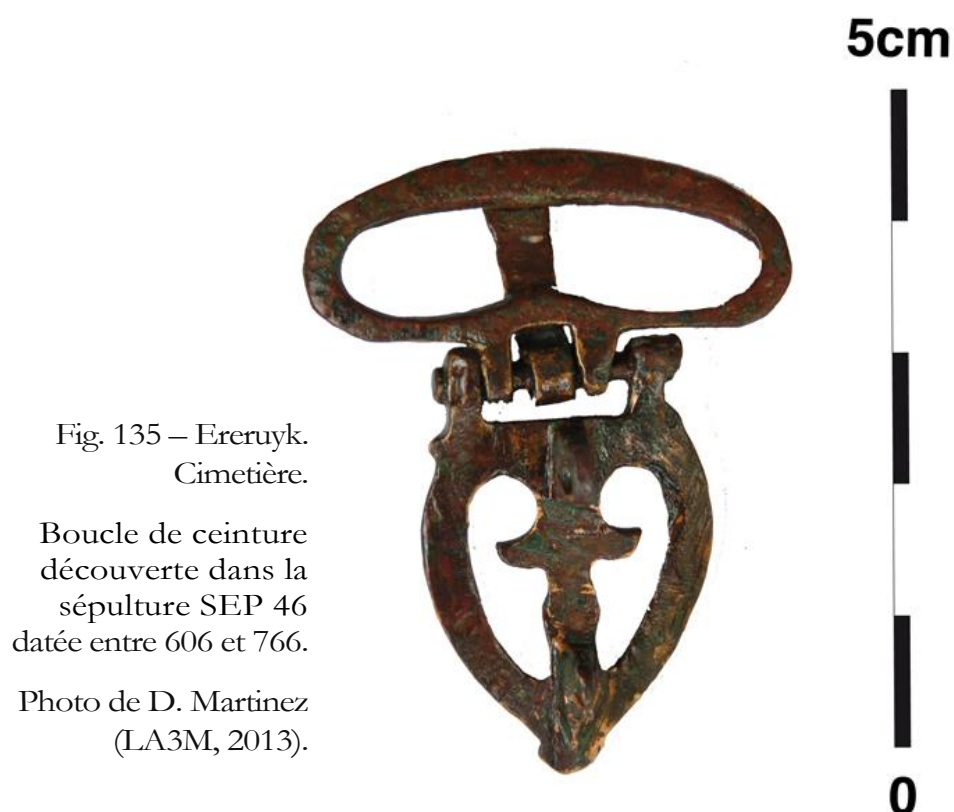 5cm
Fig. 135 – Ereruyk.
Cimetière.
Boucle de ceinture
découverte dans la
sépulture SEP 46
datée entre 606 et 766.
Photo de D. Martinez
(LA3M, 2013).
0